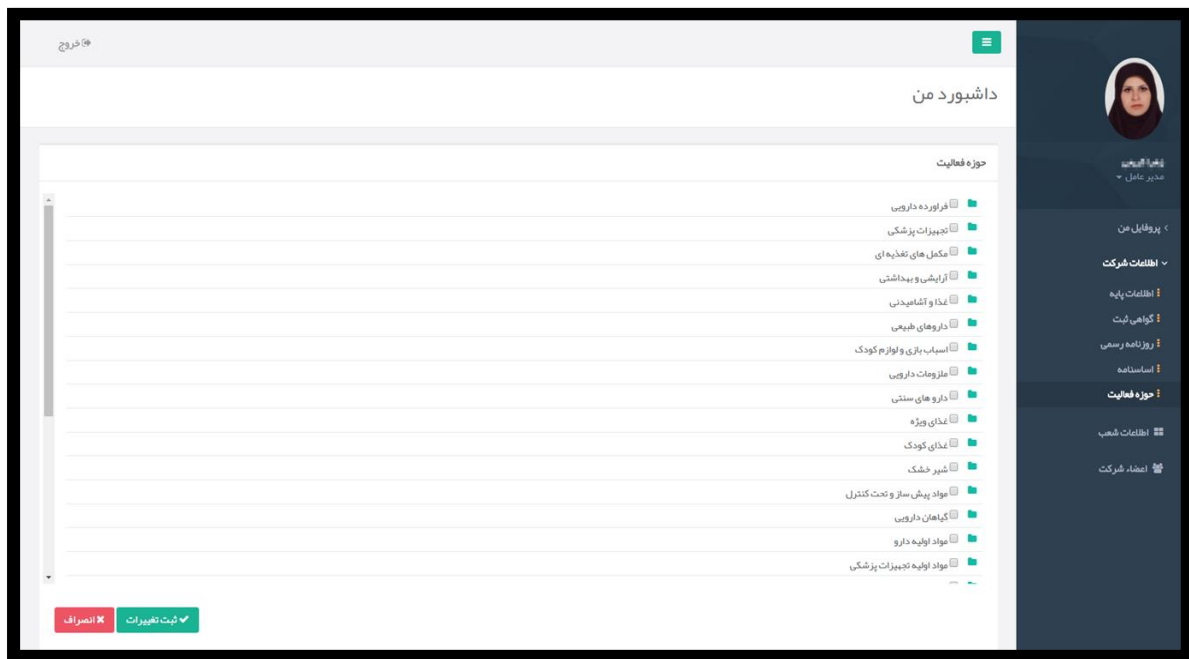 خروج
داشبورد من
حوزه فعالیت
فراورده دارویی
تجهیزات پزشکی
مکمل های تغذیه ای
آرایشی و بهداشتی
غذا و آشامیدنی
داروهای طبیعی
اسباب بازی و لوازم کودک
ملزومات دارویی
دارو های سنتی
غذای ویژه
غذای کودک
شیر خشک
مواد پیش ساز و تحت کنترل
گیاهان دارویی
مواد اولیه دارو
مواد اولیه تجهیزات پزشکی
ثبت تغییرات
انصراف
مدیر عامل
پروفایل من
اطلاعات شرکت
اطلاعات پایه
گواهی ثبت
روزنامه رسمی
اساسنامه
حوزه فعالیت
اطلاعات شعب
اعضاء شرکت